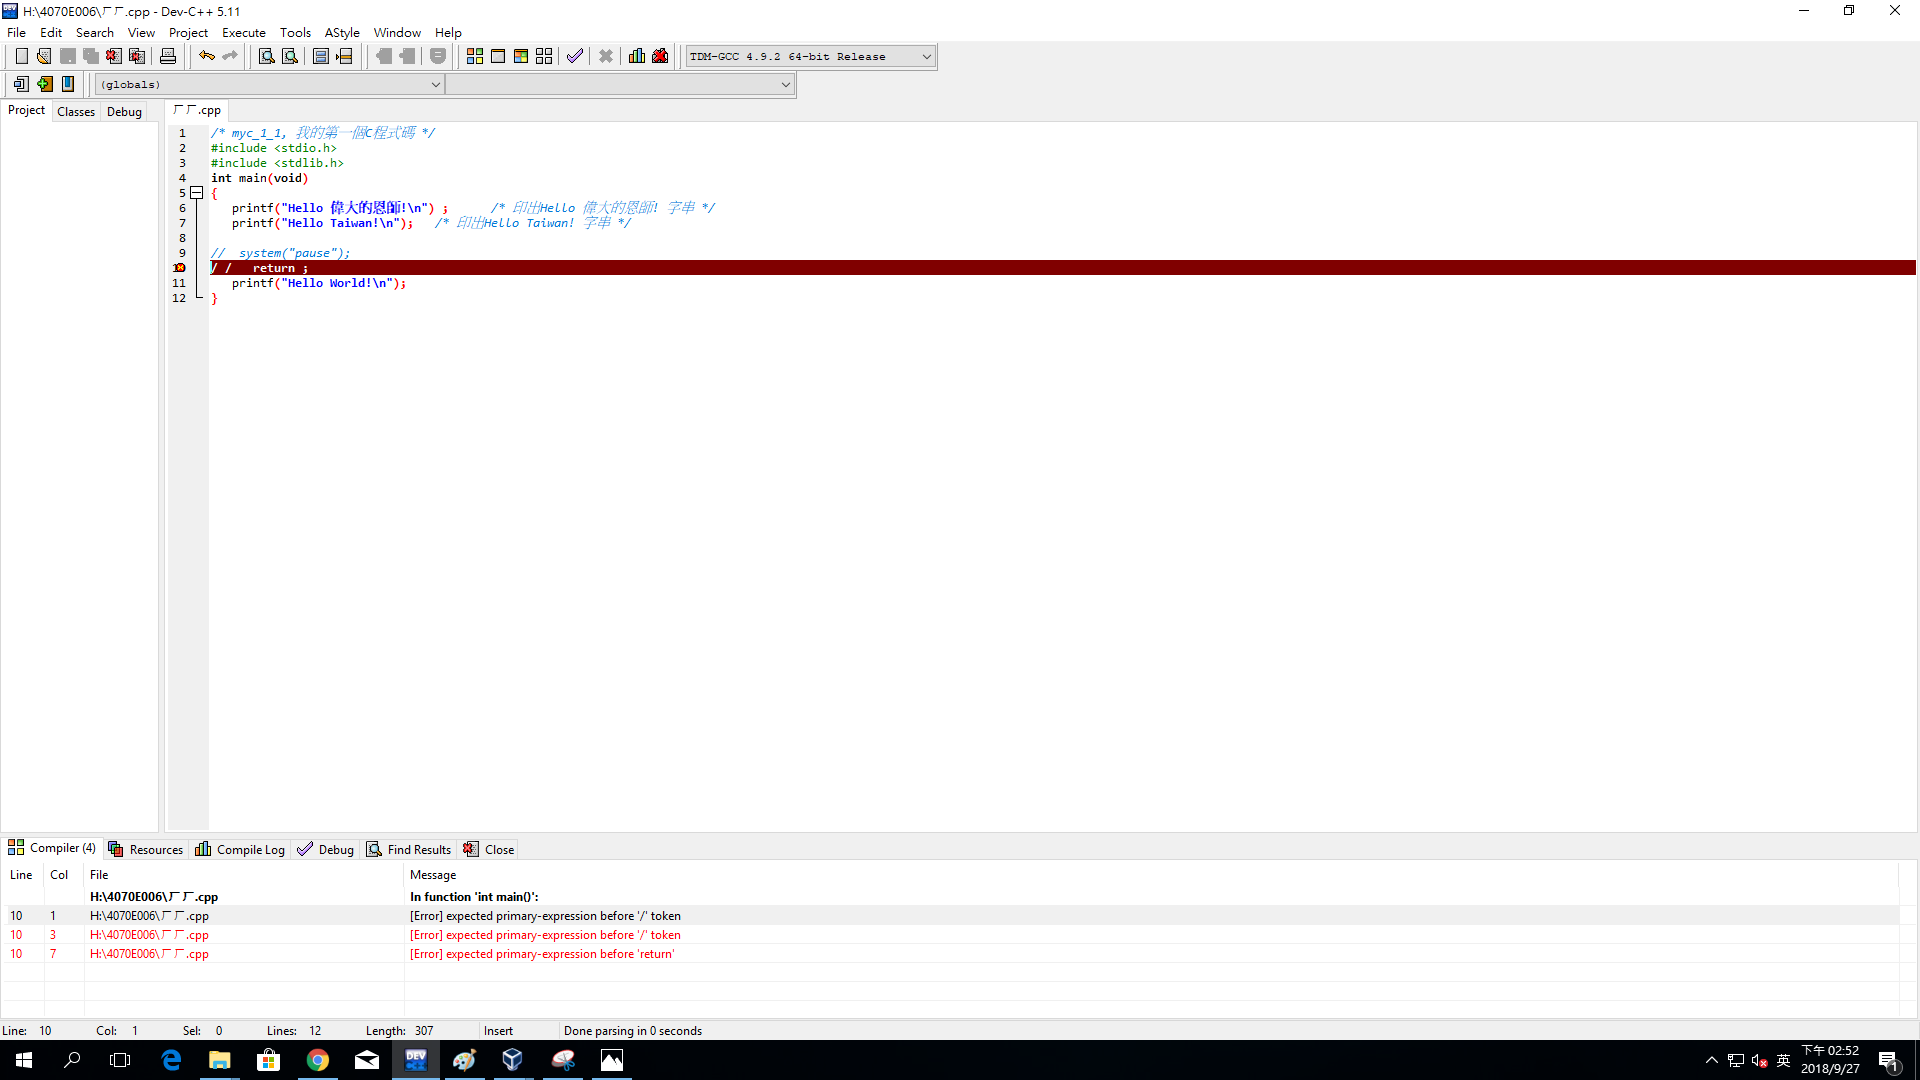 H:\4070E006\ㄏㄏ.cpp - Dev-C++ 5.11
File Edit Search View Project Execute Tools AStyle Window Help
TDM-GCC 4.9.2 64-bit Release
(globals)
Project Classes Debug ㄏㄏ.cpp
1 /* myc_1_1, 我的第一個C程式碼 */
2 #include <stdio.h>
3 #include <stdlib.h>
4 int main(void)
5 {
6 printf("Hello 偉大的恩師!\n") ; /* 印出Hello 偉大的恩師! 字串 */
7 printf("Hello Taiwan!\n"); /* 印出Hello Taiwan! 字串 */
8
9 // system("pause");
/ / return ;
11 printf("Hello World!\n");
12 }
Compiler (4) Resources Compile Log Debug Find Results Close
Line Col File Message
H:\4070E006\ㄏㄏ.cpp In function 'int main()':
10 1 H:\4070E006\ㄏㄏ.cpp [Error] expected primary-expression before '/' token
10 3 H:\4070E006\ㄏㄏ.cpp [Error] expected primary-expression before '/' token
10 7 H:\4070E006\ㄏㄏ.cpp [Error] expected primary-expression before 'return'
Line: 10 Col: 1 Sel: 0 Lines: 12 Length: 307 Insert Done parsing in 0 seconds
DEV
英
下午 02:52
2018/9/27
1